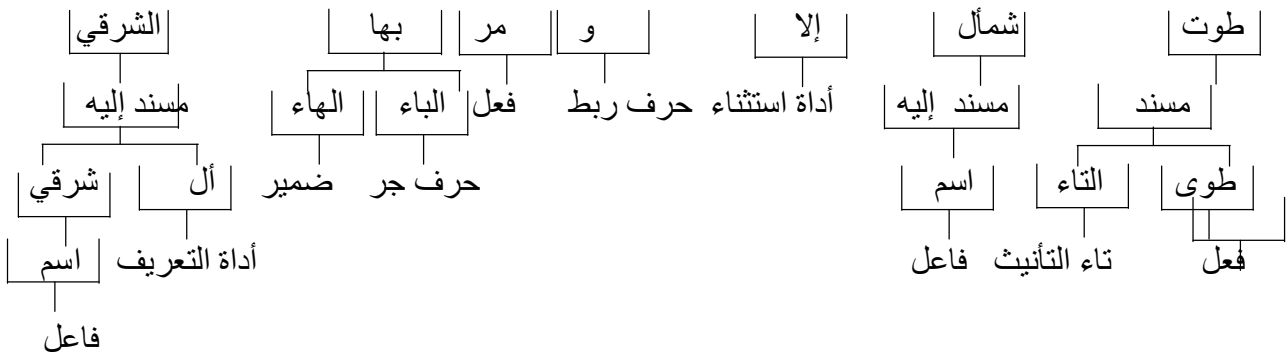 طوت شمأل إلا و مر بها الشرقي
مسند مسند إليه أداة استثناء حرف ربط فعل الباء الهاء مسند إليه
طوى التاء اسم حرف جر ضمير أل شرقي
فعل تاء التأنيث فاعل أداة التعريف اسم
فاعل